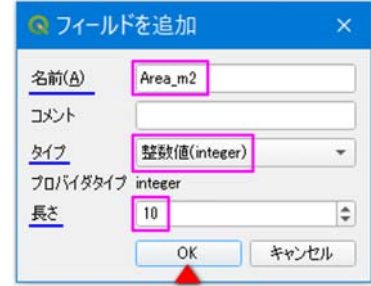 フィールドを追加
名前(A) Area_m2
コメント
タイプ 整数値(integer)
プロバイダタイプ integer
長さ 10
OK キャンセル